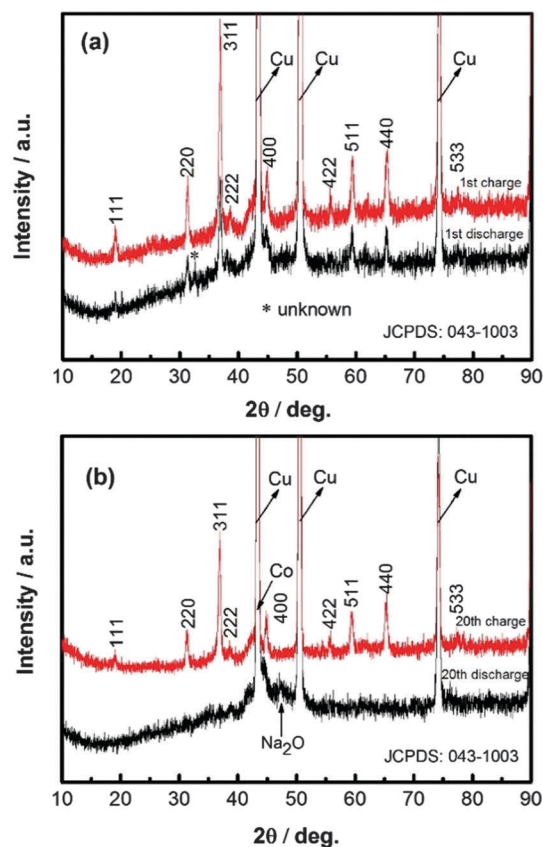 (a)
311
Cu
Cu
Cu
220
400
440
511
111
222
422
533
1st charge
1st discharge
*
* unknown
JCPDS: 043-1003
Intensity / a.u.
10 20 30 40 50 60 70 80 90
2θ / deg.
(b)
Cu
Cu
Cu
311
Co
220
400
440
511
111
222
422
533
20th charge
20th discharge
Na2O
JCPDS: 043-1003
Intensity / a.u.
10 20 30 40 50 60 70 80 90
2θ / deg.